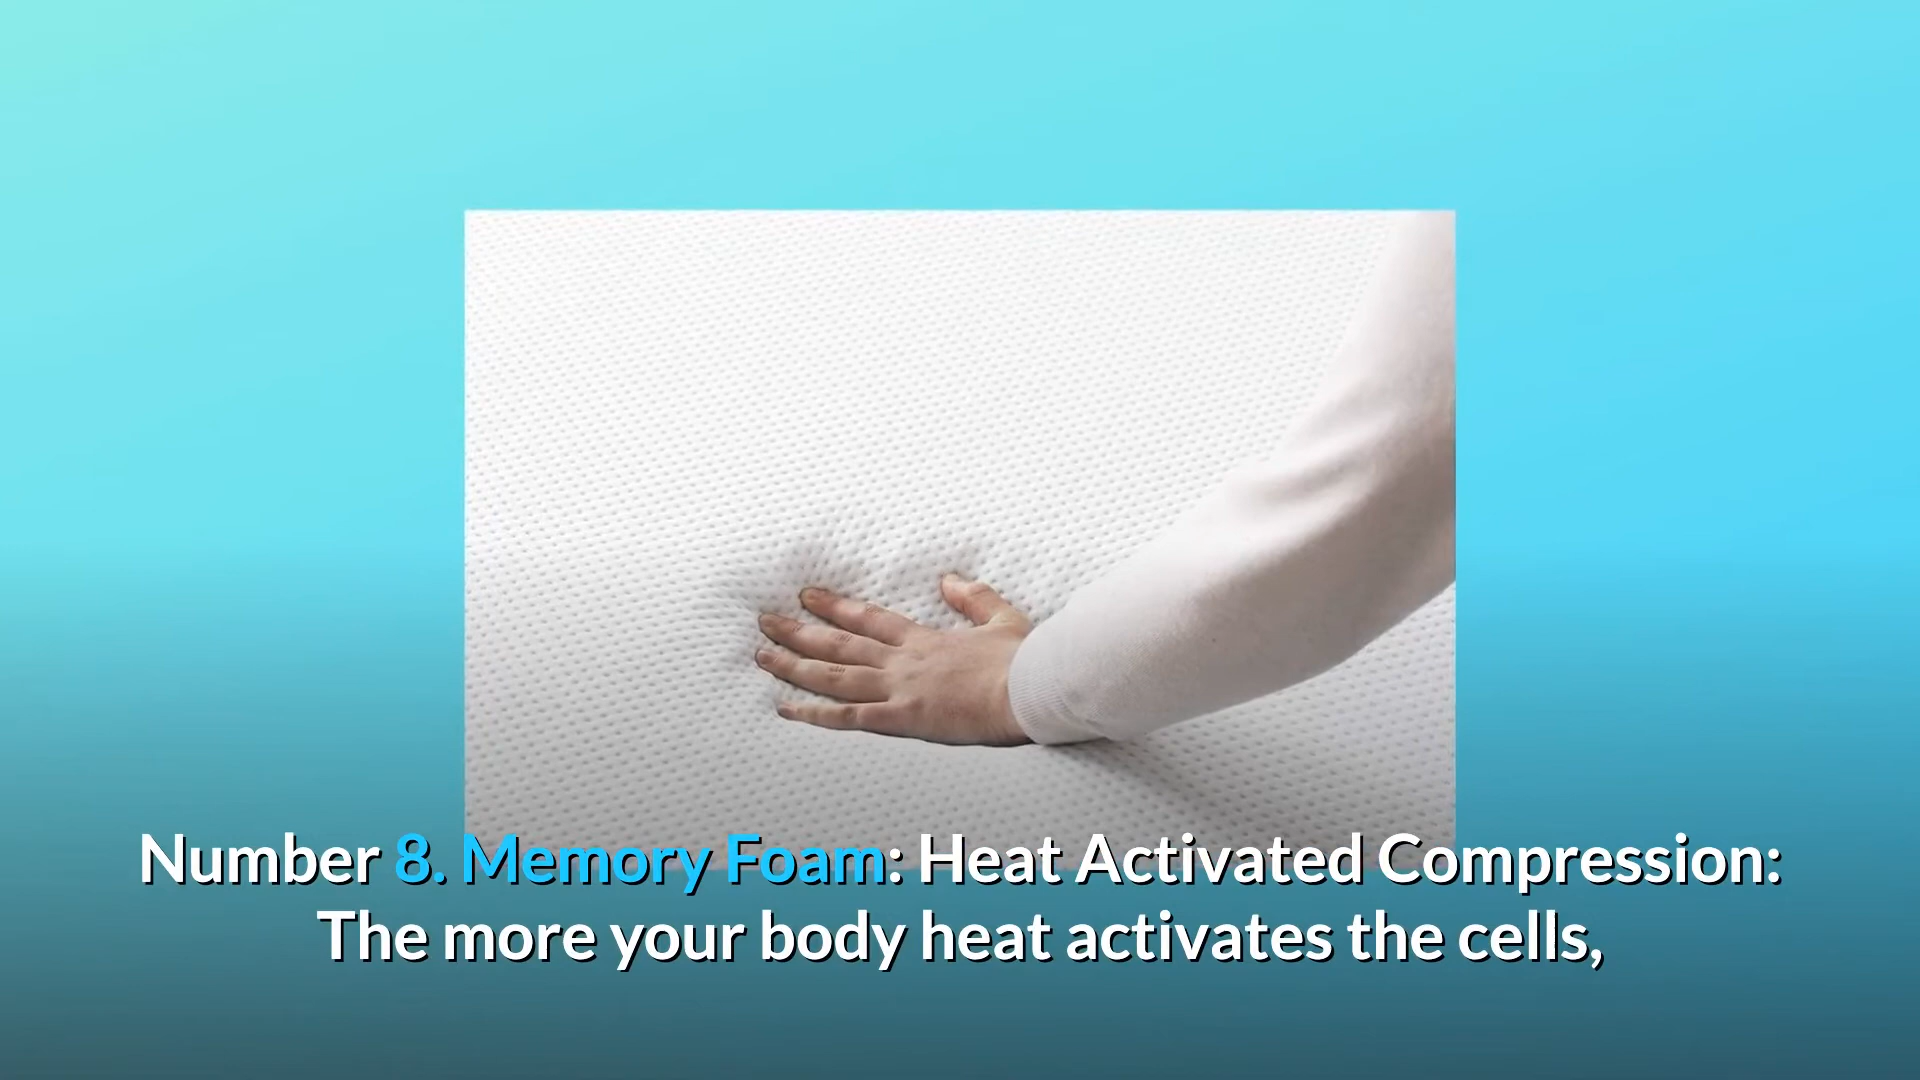 Number 8. Memory Foam: Heat Activated Compression:
The more your body heat activates the cells,